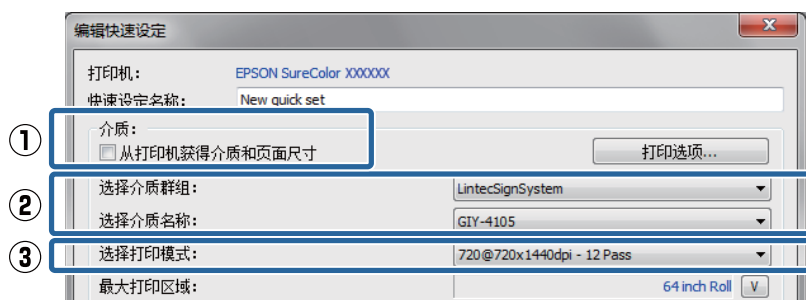 编辑快速设定
打印机: EPSON SureColor XXXXXX
快速设定名称: New quick set
① 介质:
从打印机获得介质和页面尺寸 打印选项...
② 选择介质群组: LintecSignSystem
选择介质名称: GIY-4105
③ 选择打印模式: 720@720x1440dpi - 12 Pass
最大打印区域: 64 inch Roll V